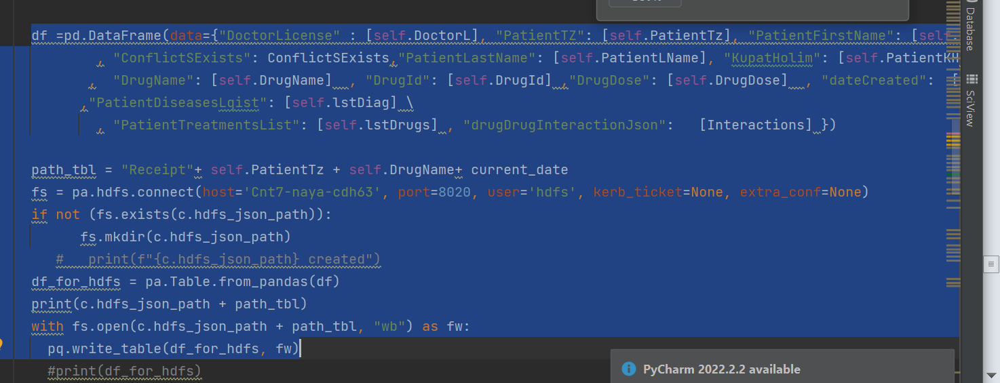 df =pd.DataFrame(data={"DoctorLicense" : [self.DoctorL], "PatientTZ": [self.PatientTz], "PatientFirstName": [self.
, "ConflictSExists": ConflictSExists,"PatientLastName": [self.PatientLName], "KupatHolim": [self.PatientKH
, "DrugName": [self.DrugName] , "DrugId": [self.DrugId] ,"DrugDose": [self.DrugDose] , "dateCreated": [
,"PatientDiseasesLqist": [self.lstDiag] \
, "PatientTreatmentsList": [self.lstDrugs] , "drugDrugInteractionJson": [Interactions] })
path_tbl = "Receipt"+ self.PatientTz + self.DrugName+ current_date
fs = pa.hdfs.connect(host='Cnt7-naya-cdh63', port=8020, user='hdfs', kerb_ticket=None, extra_conf=None)
if not (fs.exists(c.hdfs_json_path)):
fs.mkdir(c.hdfs_json_path)
# print(f"{c.hdfs_json_path} created")
df_for_hdfs = pa.Table.from_pandas(df)
print(c.hdfs_json_path + path_tbl)
with fs.open(c.hdfs_json_path + path_tbl, "wb") as fw:
pq.write_table(df_for_hdfs, fw)
#print(df_for_hdfs)
PyCharm 2022.2.2 available
Database
SciView